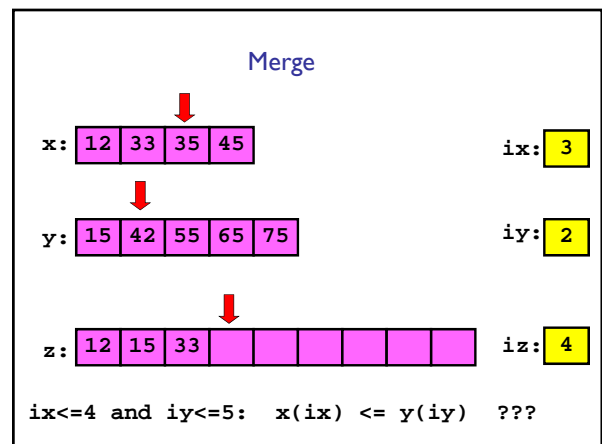 Merge
x: 12 33 35 45 ix: 3
y: 15 42 55 65 75 iy: 2
z: 12 15 33 iz: 4
ix<=4 and iy<=5: x(ix) <= y(iy) ???